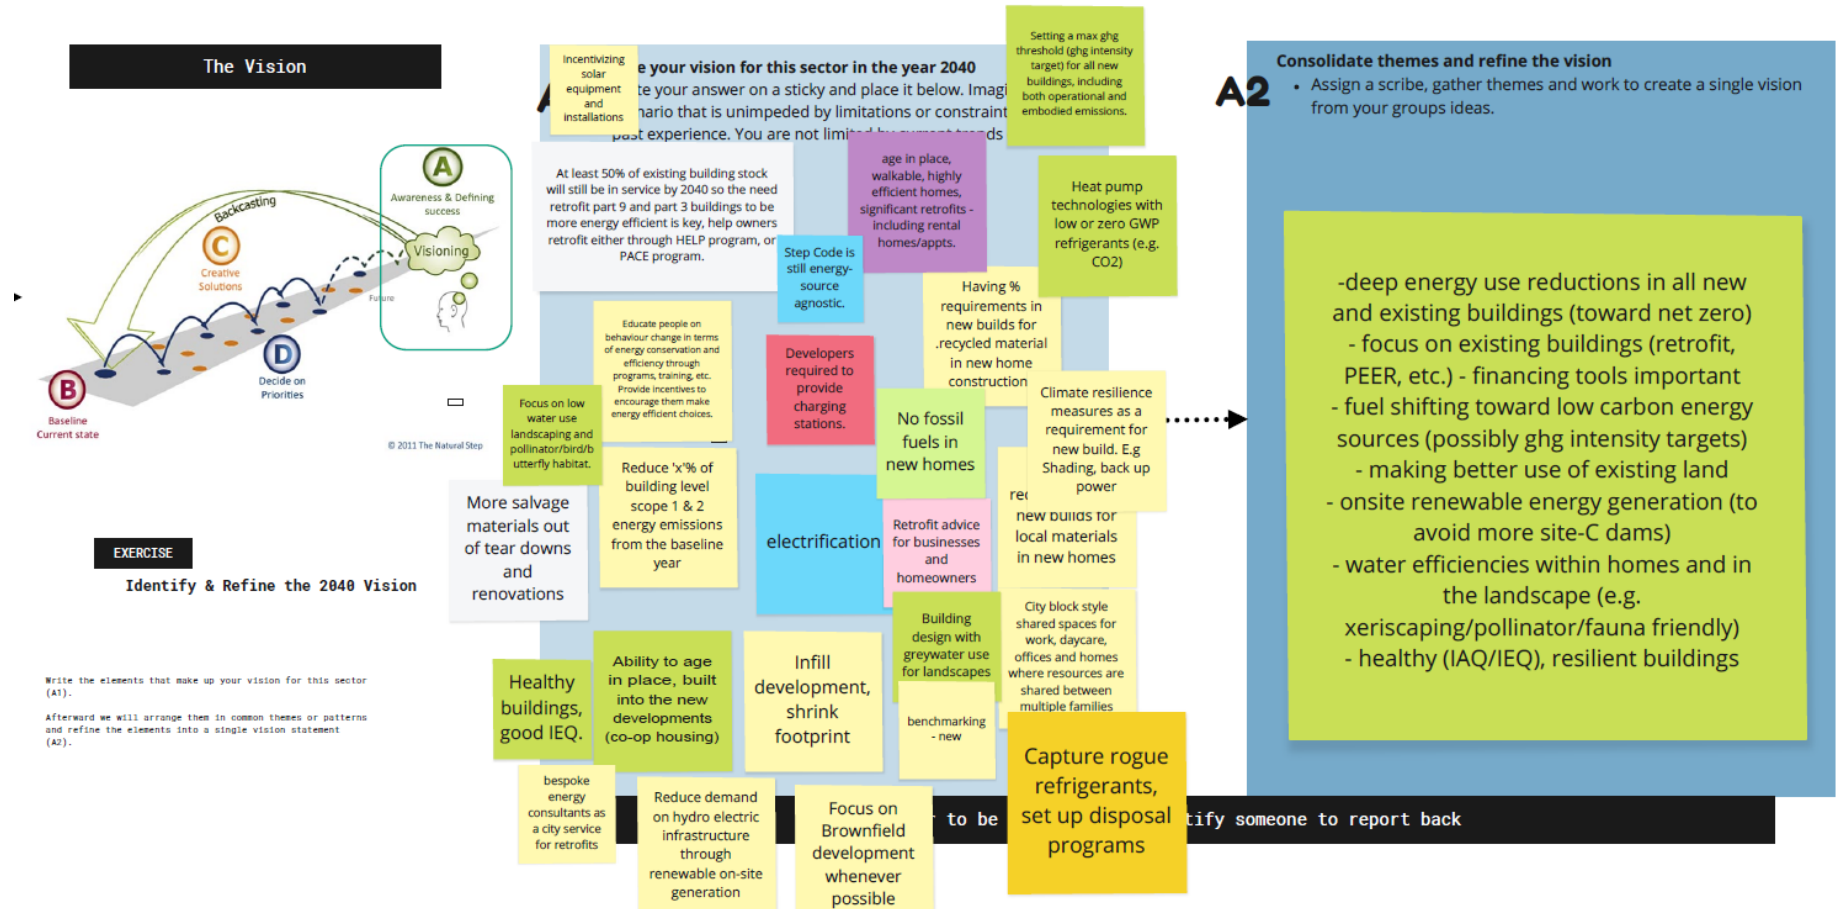 The Vision
Backcasting
A
Awareness & Defining
success
Visioning
C
Creative
Solutions
Future
D
Decide on
Priorities
B
Baseline
Current state
© 2011 The Natural Step
EXERCISE
Identify & Refine the 2040 Vision
Write the elements that make up your vision for this sector
(A1).
Afterward we will arrange them in common themes or patterns
and refine the elements into a single vision statement
(A2).
e your vision for this sector in the year 2040
te your answer on a sticky and place it below. Imagi
nario that is unimpeded by limitations or constraint
past experience. You are not limited by current trends
Incentivizing
solar
equipment
and
installations
Setting a max ghg
threshold (ghg intensity
target) for all new
buildings, including
both operational and
embodied emissions.
At least 50% of existing building stock
will still be in service by 2040 so the need
retrofit part 9 and part 3 buildings to be
more energy efficient is key, help owners
retrofit either through HELP program, or
PACE program.
age in place,
walkable, highly
efficient homes,
significant retrofits -
including rental
homes/appts.
Heat pump
technologies with
low or zero GWP
refrigerants (e.g.
CO2)
Step Code is
still energy-
source
agnostic.
Having %
requirements in
new builds for
.recycled material
in new home
construction
Educate people on
behaviour change in terms
of energy conservation and
efficiency through
programs, training, etc.
Provide incentives to
encourage them make
energy efficient choices.
Developers
required to
provide
charging
stations.
Focus on low
water use
landscaping and
pollinator/bird/b
utterfly habitat.
No fossil
fuels in
new homes
Climate resilience
measures as a
requirement for
new build. E.g
Shading, back up
power
More salvage
materials out
of tear downs
and
renovations
Reduce 'x'% of
building level
scope 1 & 2
energy emissions
from the baseline
year
electrification
Retrofit advice
for businesses
and
homeowners
new builds for
local materials
in new homes
Building
design with
greywater use
for landscapes
City block style
shared spaces for
work, daycare,
offices and homes
where resources are
shared between
multiple families
Healthy
buildings,
good IEQ.
Ability to age
in place, built
into the new
developments
(co-op housing)
Infill
development,
shrink
footprint
benchmarking
- new
Capture rogue
refrigerants,
set up disposal
programs
bespoke
energy
consultants as
a city service
for retrofits
Reduce demand
on hydro electric
infrastructure
through
renewable on-site
generation
Focus on
Brownfield
development
whenever
possible
to be
tify someone to report back
A2
Consolidate themes and refine the vision
• Assign a scribe, gather themes and work to create a single vision
from your groups ideas.
-deep energy use reductions in all new
and existing buildings (toward net zero)
- focus on existing buildings (retrofit,
PEER, etc.) - financing tools important
- fuel shifting toward low carbon energy
sources (possibly ghg intensity targets)
- making better use of existing land
- onsite renewable energy generation (to
avoid more site-C dams)
- water efficiencies within homes and in
the landscape (e.g.
xeriscaping/pollinator/fauna friendly)
- healthy (IAQ/IEQ), resilient buildings